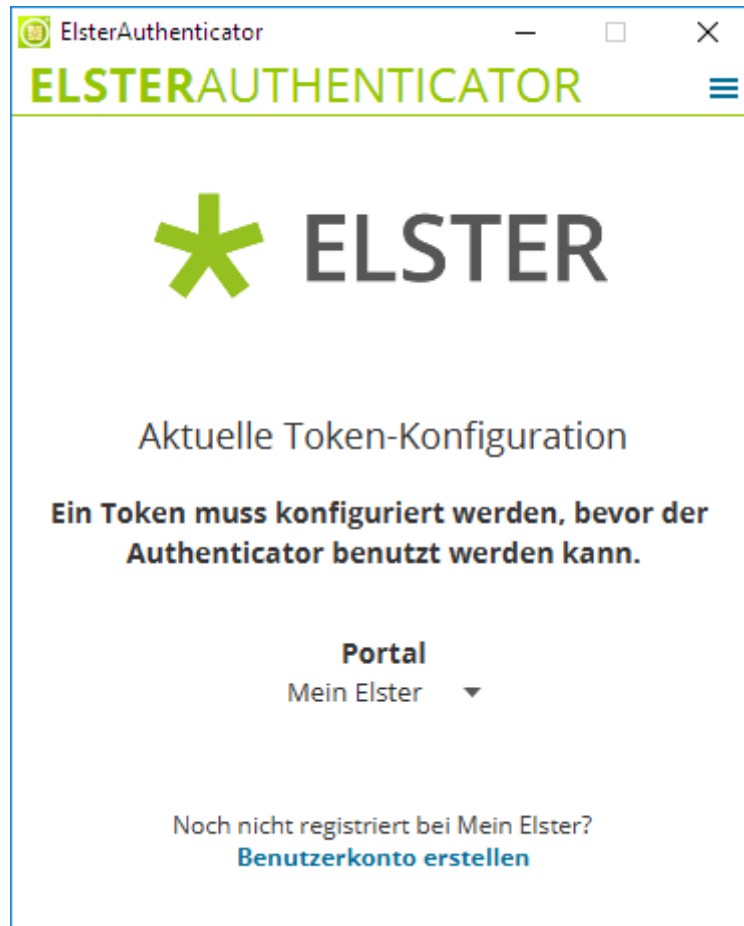 ElsterAuthenticator
ELSTERAUTHENTICATOR
ELSTER
Aktuelle Token-Konfiguration
Ein Token muss konfiguriert werden, bevor der
Authenticator benutzt werden kann.
Portal
Mein Elster
Noch nicht registriert bei Mein Elster?
Benutzerkonto erstellen